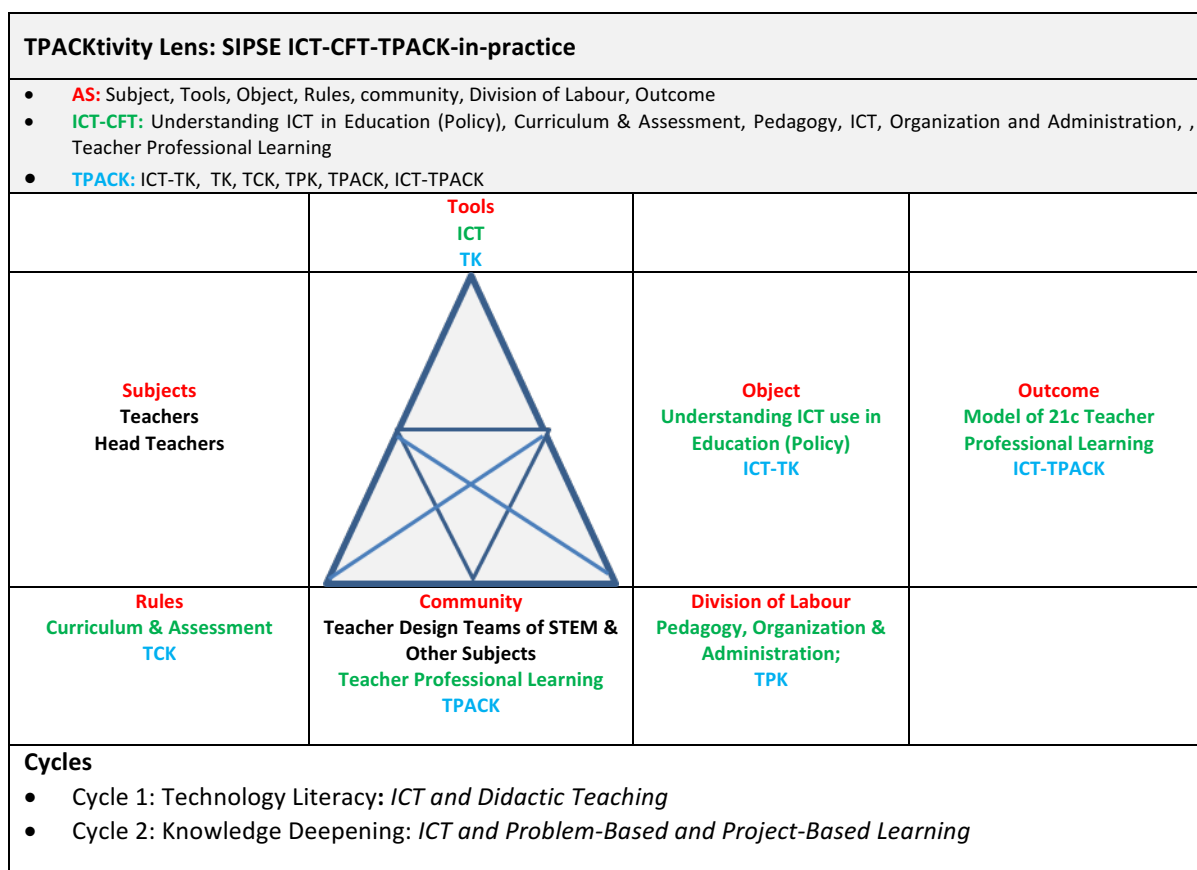 TPACKtivity Lens: SIPSE ICT-CFT-TPACK-in-practice
• AS: Subject, Tools, Object, Rules, community, Division of Labour, Outcome
• ICT-CFT: Understanding ICT in Education (Policy), Curriculum & Assessment, Pedagogy, ICT, Organization and Administration, ,
Teacher Professional Learning
• TPACK: ICT-TK, TK, TCK, TPK, TPACK, ICT-TPACK
Tools
ICT
TK
Subjects
Teachers
Head Teachers
Object
Understanding ICT use in
Education (Policy)
ICT-TK
Outcome
Model of 21c Teacher
Professional Learning
ICT-TPACK
Rules
Curriculum & Assessment
TCK
Community
Teacher Design Teams of STEM &
Other Subjects
Teacher Professional Learning
TPACK
Division of Labour
Pedagogy, Organization &
Administration;
TPK
Cycles
• Cycle 1: Technology Literacy: ICT and Didactic Teaching
• Cycle 2: Knowledge Deepening: ICT and Problem-Based and Project-Based Learning